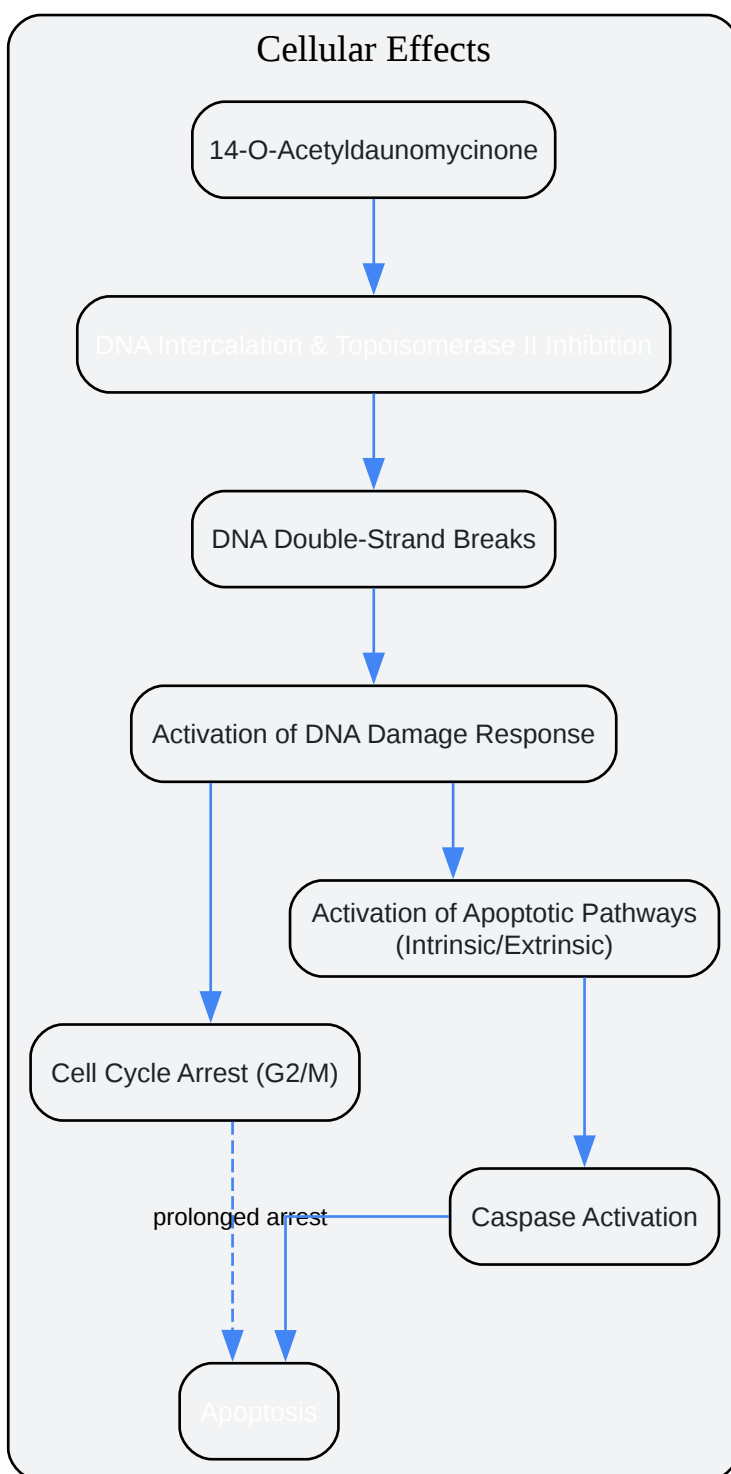 Cellular Effects
14-O-Acetyldaunomycinone
DNA Intercalation & Topoisomerase II Inhibition
DNA Double-Strand Breaks
Activation of DNA Damage Response
Activation of Apoptotic Pathways
(Intrinsic/Extrinsic)
Cell Cycle Arrest (G2/M)
prolonged arrest
Caspase Activation
Apoptosis